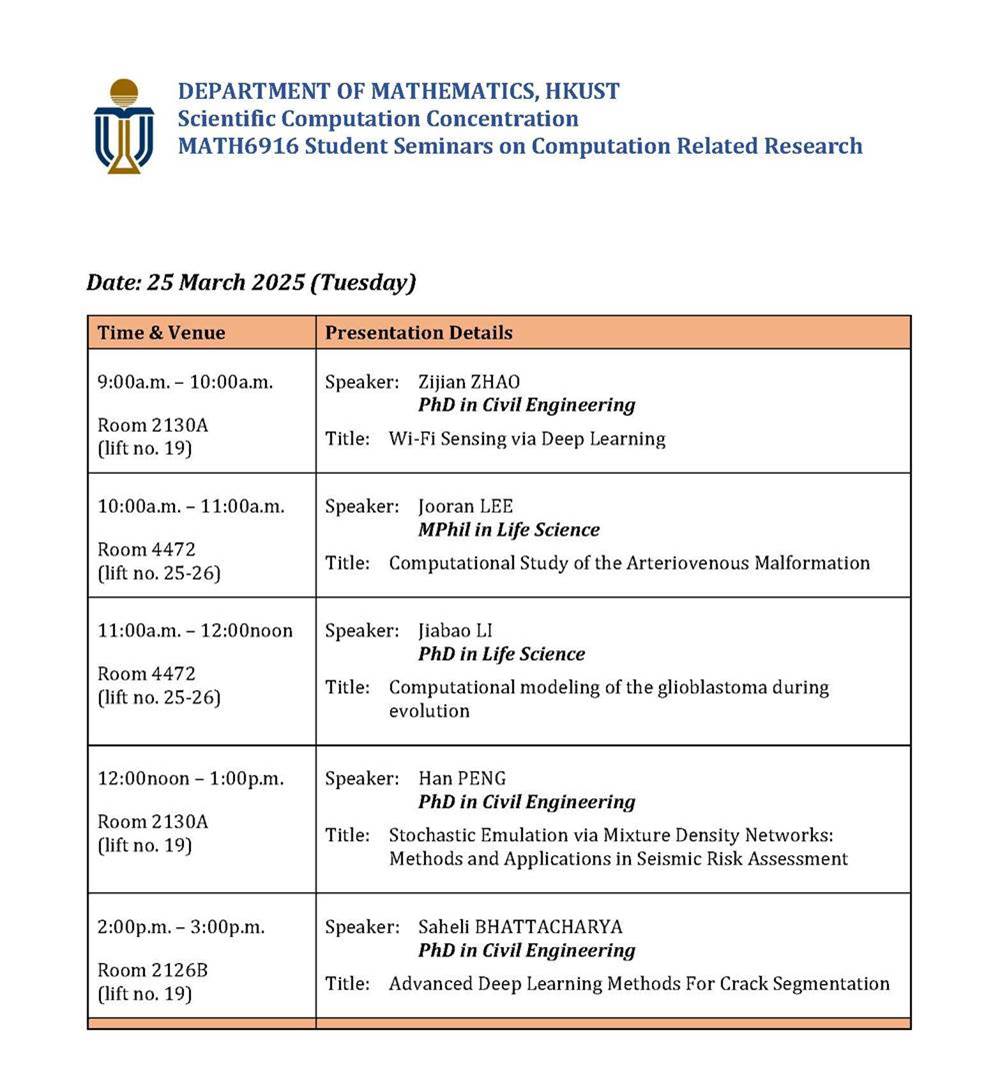 DEPARTMENT OF MATHEMATICS, HKUST
Scientific Computation Concentration
MATH6916 Student Seminars on Computation Related Research
Date: 25 March 2025 (Tuesday)
Time & Venue
Presentation Details
9:00a.m. – 10:00a.m.
Room 2130A
(lift no. 19)
Speaker: Zijian ZHAO
PhD in Civil Engineering
Title: Wi-Fi Sensing via Deep Learning
10:00a.m. – 11:00a.m.
Room 4472
(lift no. 25-26)
Speaker: Jooran LEE
MPhil in Life Science
Title: Computational Study of the Arteriovenous Malformation
11:00a.m. – 12:00noon
Room 4472
(lift no. 25-26)
Speaker: Jiabao LI
PhD in Life Science
Title: Computational modeling of the glioblastoma during
evolution
12:00noon – 1:00p.m.
Room 2130A
(lift no. 19)
Speaker: Han PENG
PhD in Civil Engineering
Title: Stochastic Emulation via Mixture Density Networks:
Methods and Applications in Seismic Risk Assessment
2:00p.m. – 3:00p.m.
Room 2126B
(lift no. 19)
Speaker: Saheli BHATTACHARYA
PhD in Civil Engineering
Title: Advanced Deep Learning Methods For Crack Segmentation